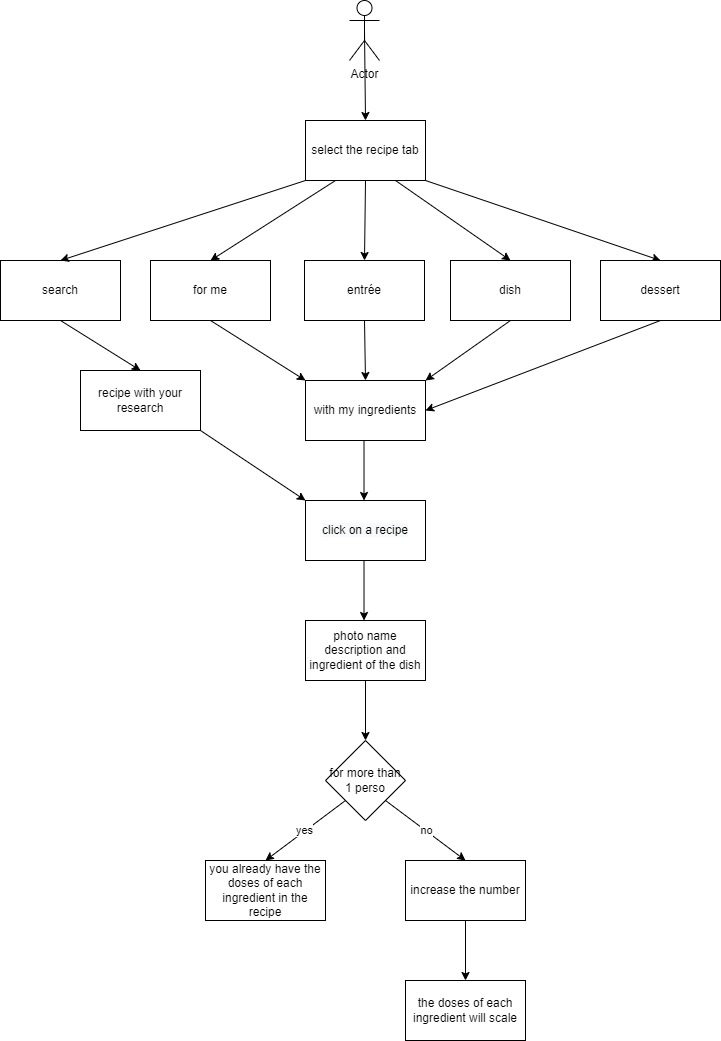 Actor
select the recipe tab
search
for me
entrée
dish
dessert
recipe with your
research
with my ingredients
click on a recipe
photo name
description and
ingredient of the dish
for more than
1 perso
yes
no
you already have the
doses of each
ingredient in the
recipe
increase the number
the doses of each
ingredient will scale